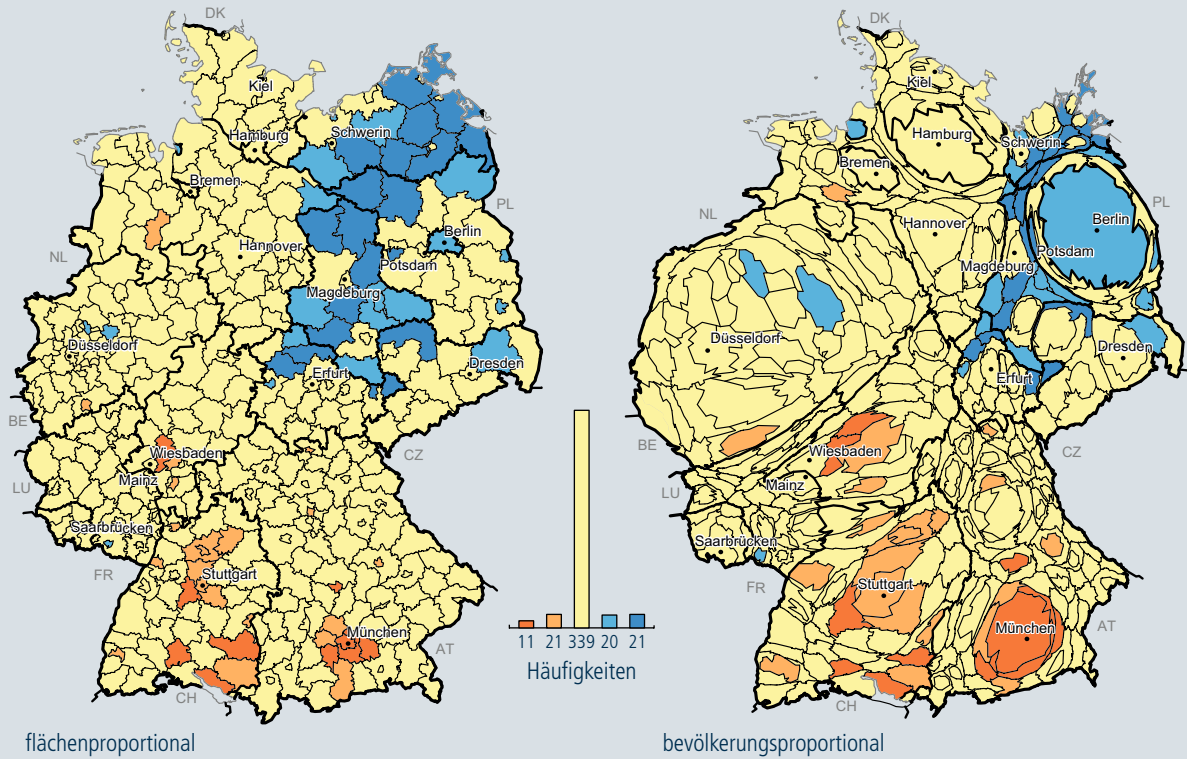 DK
Kiel
Hamburg
Schwerin
Bremen
PL
Berlin
NL
Hannover
Potsdam
Magdeburg
Düsseldorf
Dresden
Erfurt
BE
CZ
Wiesbaden
LU
Mainz
Saarbrücken
FR
Stuttgart
München
AT
CH
flächenproportional
11 21 339 20 21
Häufigkeiten
DK
Kiel
Hamburg
Schwerin
Bremen
PL
NL
Berlin
Hannover
Potsdam
Magdeburg
Düsseldorf
Dresden
Erfurt
BE
Wiesbaden
CZ
Mainz
LU
Saarbrücken
FR
Stuttgart
München
AT
CH
bevölkerungsproportional